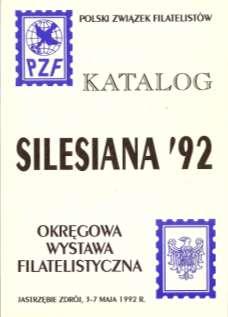 POLSKI ZWIĄZEK FILATELISTÓW
PZF
KATALOG
SILESIANA '92
OKRĘGOWA
WYSTAWA
FILATELISTYCZNA
JASTRZĘBIE ZDRÓJ, 3-7 MAJA 1992 R.